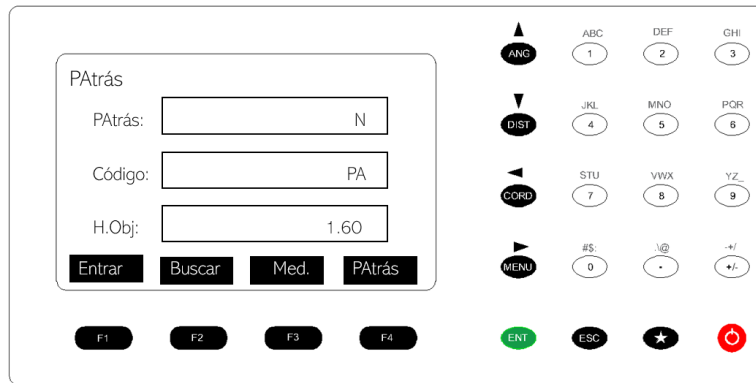 PAtrás
PAtrás: N
Código: PA
H.Obj: 1.60
Entrar Buscar Med. PAtrás
F1 F2 F3 F4
ABC DEF GHI
ANG 1 2 3
JKL MNO PQR
DIST 4 5 6
STU VWX YZ_
CORD 7 8 9
#$: .\@ -+/
MENU 0 • +/-
ENT ESC